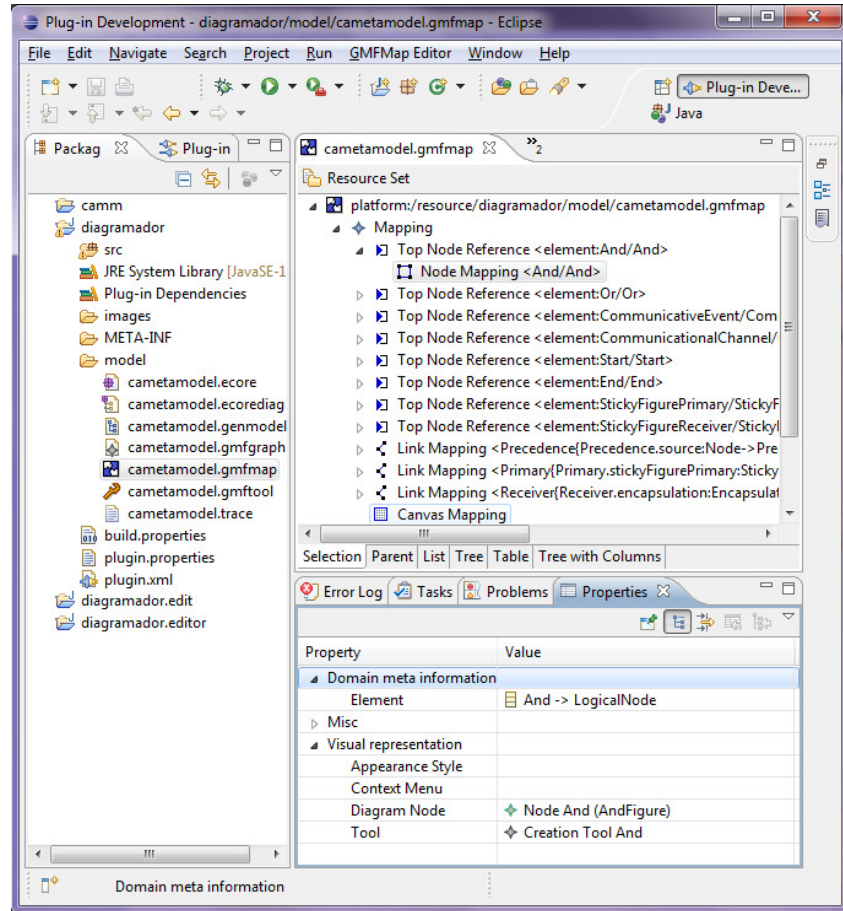 Plug-in Development - diagramador/model/cametamodel.gmfmap - Eclipse
File Edit Navigate Search Project Run GMFMap Editor Window Help
Plug-in Deve...
Java
Packag
Plug-in
camm
diagramador
src
JRE System Library [JavaSE-1
Plug-in Dependencies
images
META-INF
model
cametamodel.ecore
cametamodel.ecorediag
cametamodel.genmodel
cametamodel.gmfgraph
cametamodel.gmfmap
cametamodel.gmftool
cametamodel.trace
build.properties
plugin.properties
plugin.xml
diagramador.edit
diagramador.editor
cametamodel.gmfmap
»2
Resource Set
platform:/resource/diagramador/model/cametamodel.gmfmap
Mapping
Top Node Reference <element:And/And>
Node Mapping <And/And>
Top Node Reference <element:Or/Or>
Top Node Reference <element:CommunicativeEvent/Com
Top Node Reference <element:CommunicationalChannel/
Top Node Reference <element:Start/Start>
Top Node Reference <element:End/End>
Top Node Reference <element:StickyFigurePrimary/StickyF
Top Node Reference <element:StickyFigureReceiver/Stickyl
Link Mapping <Precedence{Precedence.source:Node->Pre
Link Mapping <Primary{Primary.stickyFigurePrimary:Sticky
Link Mapping <Receiver{Receiver.encapsulation:Encapsulat
Canvas Mapping
Selection Parent List Tree Table Tree with Columns
Error Log Tasks Problems Properties
Property Value
Domain meta information
Element And -> LogicalNode
Misc
Visual representation
Appearance Style
Context Menu
Diagram Node Node And (AndFigure)
Tool Creation Tool And
Domain meta information